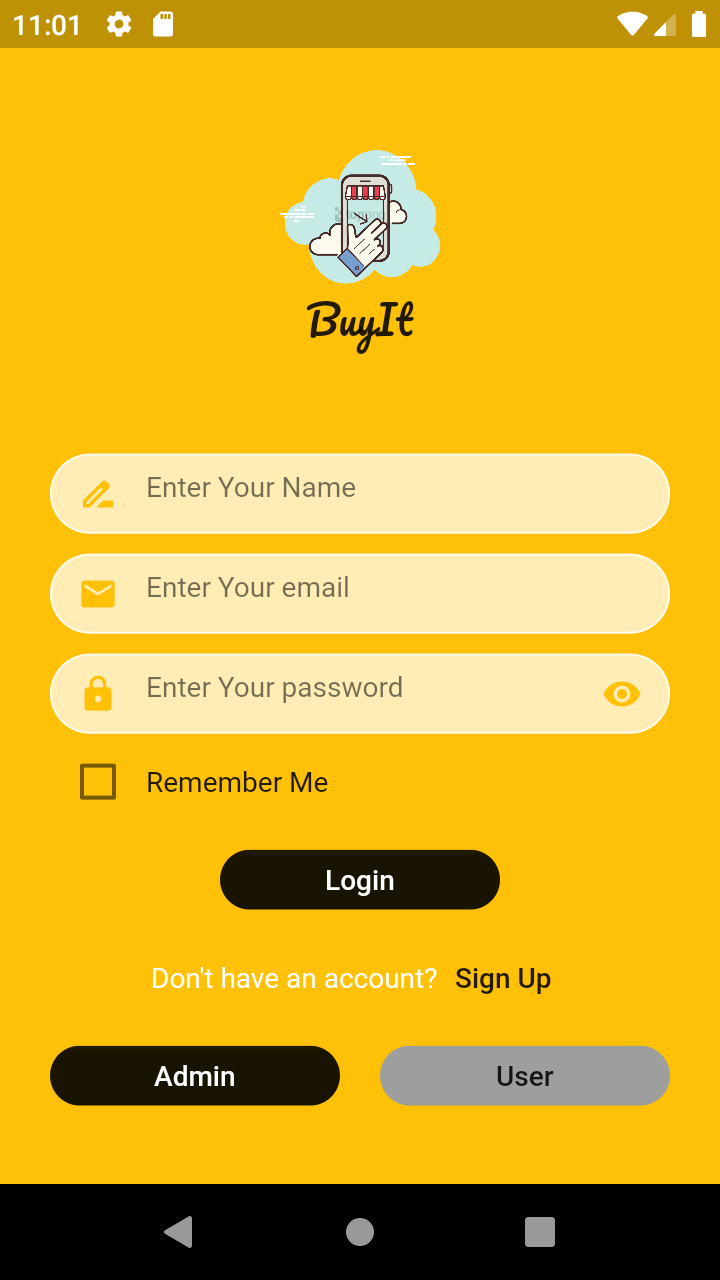 11:01
BuyIt
Enter Your Name
Enter Your email
Enter Your password
Remember Me
Login
Don't have an account? Sign Up
Admin User